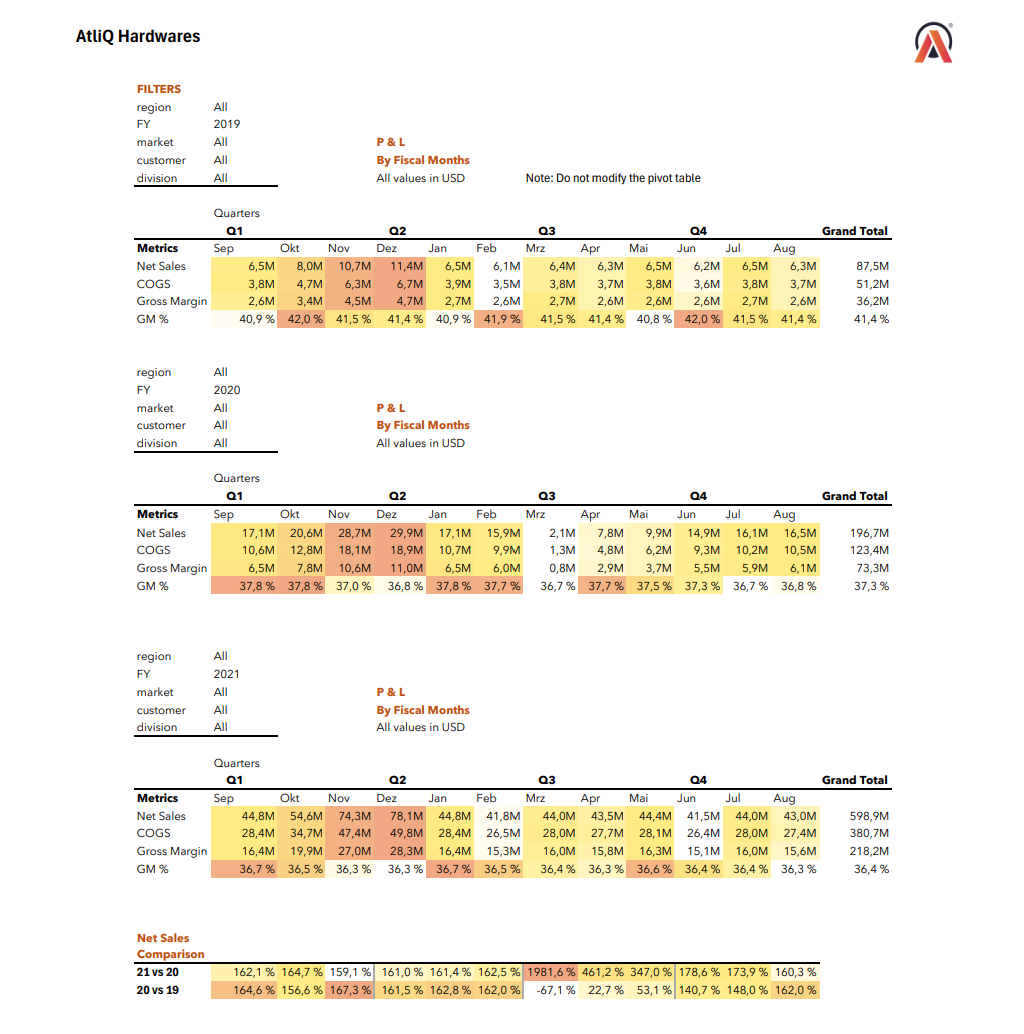 AtliQ Hardwares
FILTERS
region All
FY 2019
market All P & L
customer All By Fiscal Months
division All All values in USD Note: Do not modify the pivot table
Quarters
Q1 Q2 Q3 Q4 Grand Total
Metrics Sep Okt Nov Dez Jan Feb Mrz Apr Mai Jun Jul Aug
Net Sales 6,5M 8,0M 10,7M 11,4M 6,5M 6,1M 6,4M 6,3M 6,5M 6,2M 6,5M 6,3M 87,5M
COGS 3,8M 4,7M 6,3M 6,7M 3,9M 3,5M 3,8M 3,7M 3,8M 3,6M 3,8M 3,7M 51,2M
Gross Margin 2,6M 3,4M 4,5M 4,7M 2,7M 2,6M 2,7M 2,6M 2,6M 2,6M 2,7M 2,6M 36,2M
GM % 40,9 % 42,0 % 41,5 % 41,4 % 40,9 % 41,9 % 41,5 % 41,4 % 40,8 % 42,0 % 41,5 % 41,4 % 41,4 %
region All
FY 2020
market All P & L
customer All By Fiscal Months
division All All values in USD
Quarters
Q1 Q2 Q3 Q4 Grand Total
Metrics Sep Okt Nov Dez Jan Feb Mrz Apr Mai Jun Jul Aug
Net Sales 17,1M 20,6M 28,7M 29,9M 17,1M 15,9M 2,1M 7,8M 9,9M 14,9M 16,1M 16,5M 196,7M
COGS 10,6M 12,8M 18,1M 18,9M 10,7M 9,9M 1,3M 4,8M 6,2M 9,3M 10,2M 10,5M 123,4M
Gross Margin 6,5M 7,8M 10,6M 11,0M 6,5M 6,0M 0,8M 2,9M 3,7M 5,5M 5,9M 6,1M 73,3M
GM % 37,8 % 37,8 % 37,0 % 36,8 % 37,8 % 37,7 % 36,7 % 37,7 % 37,5 % 37,3 % 36,7 % 36,8 % 37,3 %
region All
FY 2021
market All P & L
customer All By Fiscal Months
division All All values in USD
Quarters
Q1 Q2 Q3 Q4 Grand Total
Metrics Sep Okt Nov Dez Jan Feb Mrz Apr Mai Jun Jul Aug
Net Sales 44,8M 54,6M 74,3M 78,1M 44,8M 41,8M 44,0M 43,5M 44,4M 41,5M 44,0M 43,0M 598,9M
COGS 28,4M 34,7M 47,4M 49,8M 28,4M 26,5M 28,0M 27,7M 28,1M 26,4M 28,0M 27,4M 380,7M
Gross Margin 16,4M 19,9M 27,0M 28,3M 16,4M 15,3M 16,0M 15,8M 16,3M 15,1M 16,0M 15,6M 218,2M
GM % 36,7 % 36,5 % 36,3 % 36,3 % 36,7 % 36,5 % 36,4 % 36,3 % 36,6 % 36,4 % 36,4 % 36,3 % 36,4 %
Net Sales
Comparison
21 vs 20 162,1 % 164,7 % 159,1 % 161,0 % 161,4 % 162,5 % 1981,6 % 461,2 % 347,0 % 178,6 % 173,9 % 160,3 %
20 vs 19 164,6 % 156,6 % 167,3 % 161,5 % 162,8 % 162,0 % -67,1 % 22,7 % 53,1 % 140,7 % 148,0 % 162,0 %